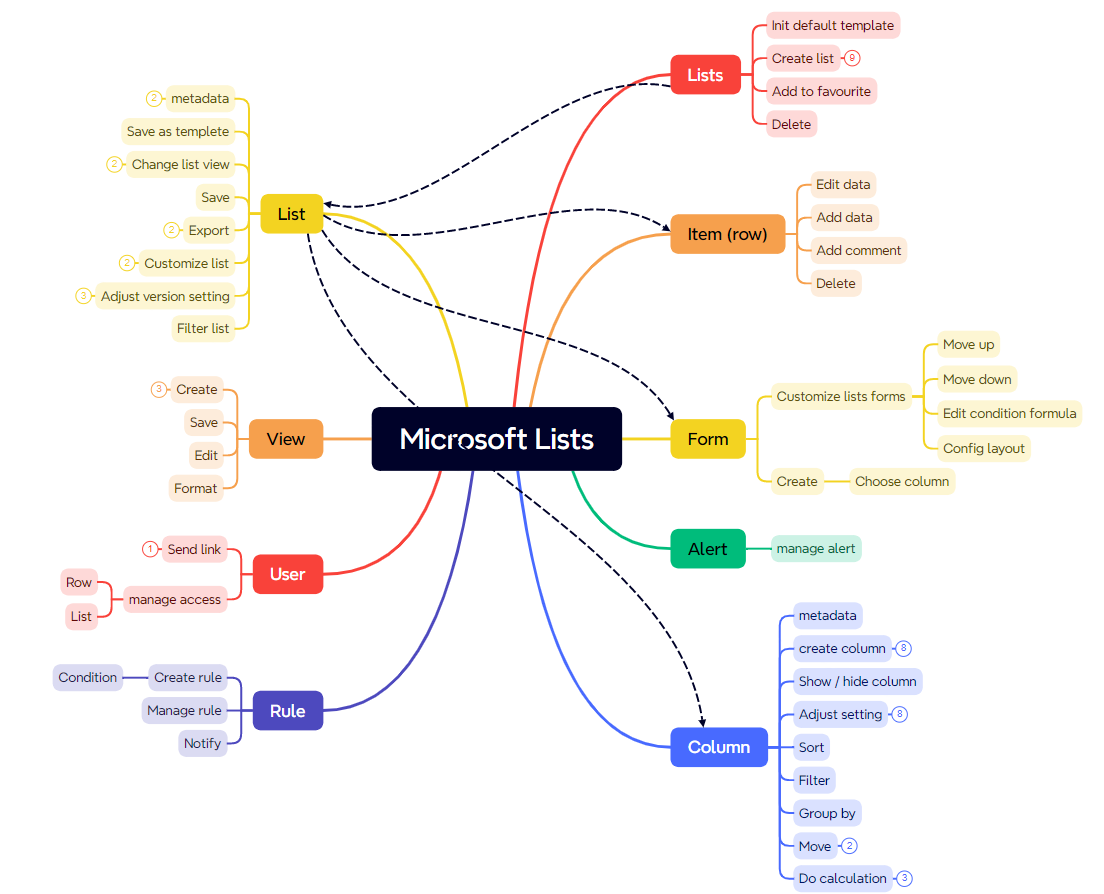 Microsoft Lists
Lists
Init default template
Create list
9
Add to favourite
Delete
Item (row)
Edit data
Add data
Add comment
Delete
Form
Customize lists forms
Move up
Move down
Edit condition formula
Config layout
Create
Choose column
Alert
manage alert
Column
metadata
create column
8
Show / hide column
Adjust setting
8
Sort
Filter
Group by
Move
2
Do calculation
3
List
2
metadata
Save as templete
2
Change list view
Save
2
Export
2
Customize list
3
Adjust version setting
Filter list
View
3
Create
Save
Edit
Format
User
1
Send link
manage access
Row
List
Rule
Create rule
Condition
Manage rule
Notify